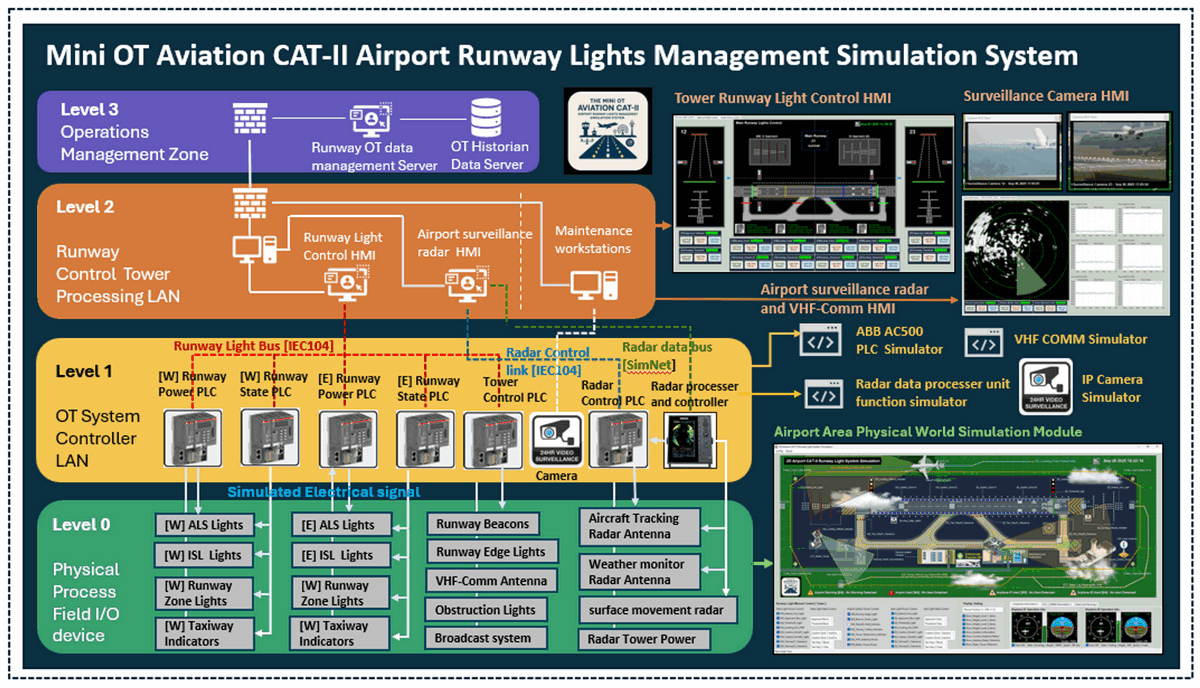 Mini OT Aviation CAT-II Airport Runway Lights Management Simulation System
Level 3
Operations
Management Zone
Runway OT data
management Server
OT Historian
Data Server
THE MINI OT
AVIATION CAT-II
AIRPORT RUNWAY LIGHTS MANAGEMENT
SIMULATION SYSTEM
Tower Runway Light Control HMI
Surveillance Camera HMI
Level 2
Runway
Control Tower
Processing LAN
Runway Light
Control HMI
Airport surveillance
radar HMI
Maintenance
workstations
12
23
Airport surveillance radar
and VHF-Comm HMI
Level 1
OT System
Controller
LAN
Runway Light Bus [IEC104]
Radar Control
link [IEC104]
Radar data bus
[SimNet]
[W] Runway
Power PLC
[W] Runway
State PLC
[E] Runway
Power PLC
[E] Runway
State PLC
Tower
Control PLC
24HR VIDEO
SURVEILLANCE
Camera
Radar
Control PLC
Radar processer
and controller
ABB AC500
PLC Simulator
VHF COMM Simulator
Radar data processer unit
function simulator
24HR VIDEO
SURVEILLANCE
IP Camera
Simulator
Simulated Electrical signal
Airport Area Physical World Simulation Module
Level 0
Physical
Process
Field I/O
device
[W] ALS Lights
[W] ISL Lights
[W] Runway
Zone Lights
[W] Taxiway
Indicators
[E] ALS Lights
[E] ISL Lights
[W] Runway
Zone Lights
[W] Taxiway
Indicators
Runway Beacons
Runway Edge Lights
VHF-Comm Antenna
Obstruction Lights
Broadcast system
Aircraft Tracking
Radar Antenna
Weather monitor
Radar Antenna
surface movement radar
Radar Tower Power